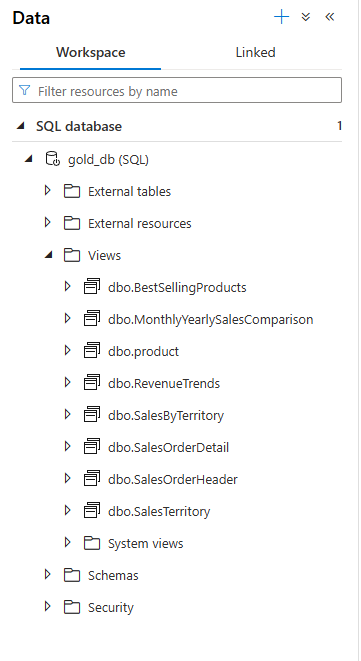 Data
Workspace Linked
Filter resources by name
SQL database 1
gold_db (SQL)
External tables
External resources
Views
dbo.BestSellingProducts
dbo.MonthlyYearlySalesComparison
dbo.product
dbo.RevenueTrends
dbo.SalesByTerritory
dbo.SalesOrderDetail
dbo.SalesOrderHeader
dbo.SalesTerritory
System views
Schemas
Security